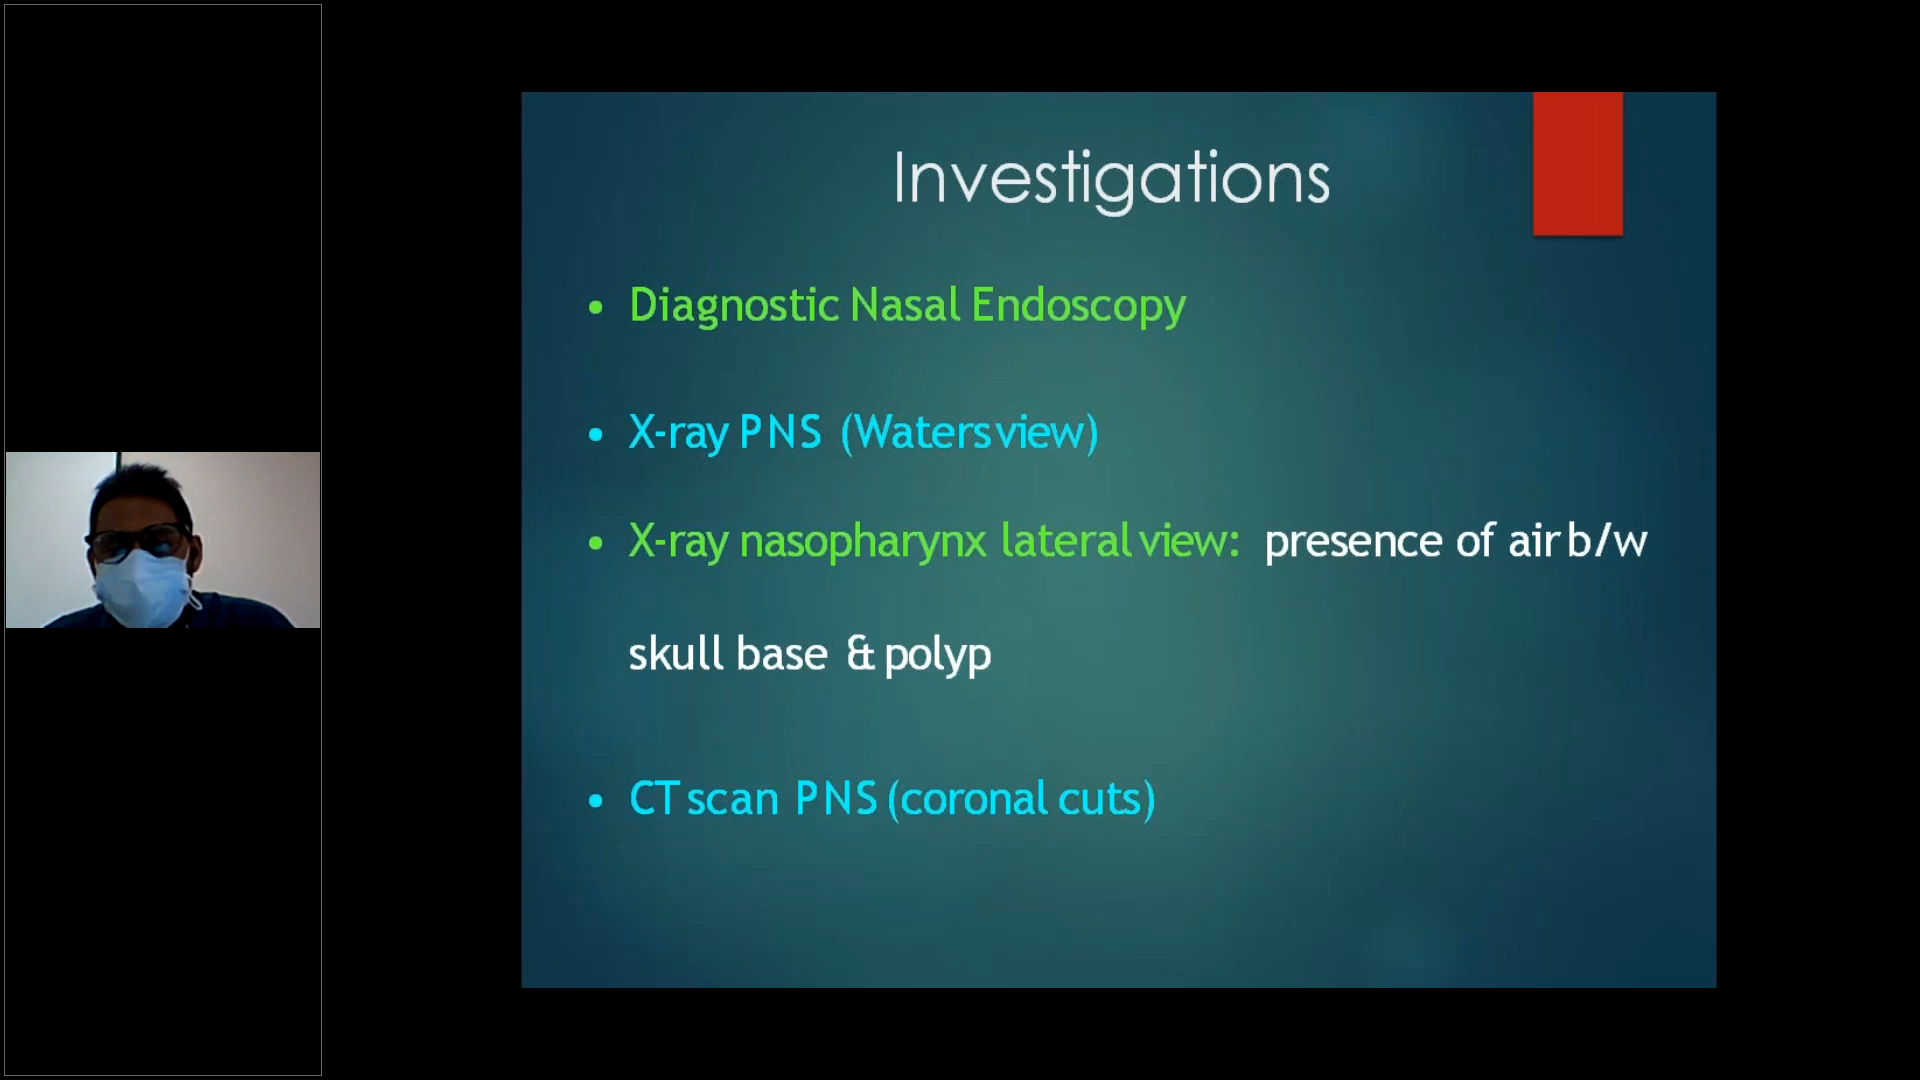 Investigations
• Diagnostic Nasal Endoscopy
• X-ray PNS (Waters view)
• X-ray nasopharynx lateral view: presence of air b/w
skull base & polyp
• CT scan PNS (coronal cuts)